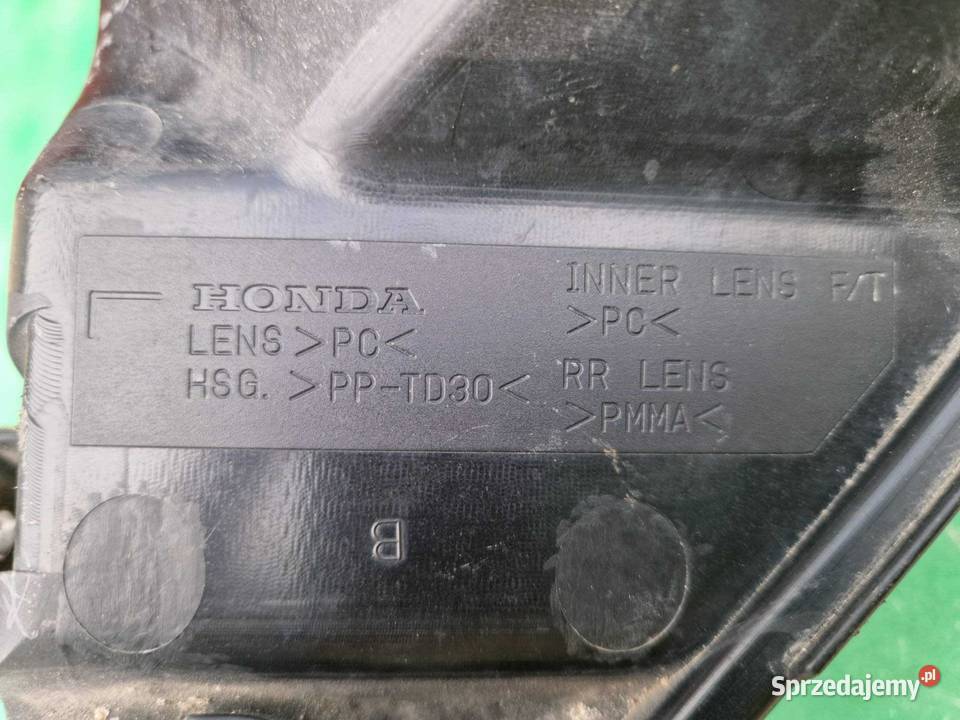 HONDA
LENS >PC<
HSG. >PP-TD30<
INNER LENS F/T
>PC<
RR LENS
>PMMA<
B
Sprzedajemy.pl